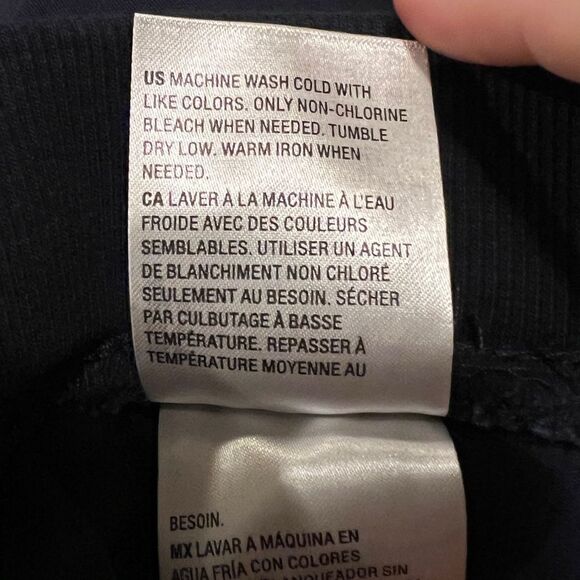 US MACHINE WASH COLD WITH
LIKE COLORS. ONLY NON-CHLORINE
BLEACH WHEN NEEDED. TUMBLE
DRY LOW. WARM IRON WHEN
NEEDED.
CA LAVER À LA MACHINE À L'EAU
FROIDE AVEC DES COULEURS
SEMBLABLES. UTILISER UN AGENT
DE BLANCHIMENT NON CHLORÉ
SEULEMENT AU BESOIN. SÉCHER
PAR CULBUTAGE À BASSE
TEMPÉRATURE. REPASSER À
TEMPÉRATURE MOYENNE AU
BESOIN.
MX LAVAR A MÁQUINA EN
AGUA FRÍA CON COLORES
BLANQUEADOR SIN